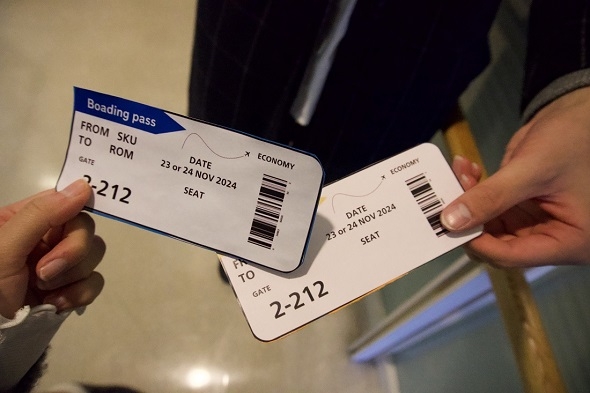 Boading pass
FROM SKU
TO ROM
GATE
2-212
DATE
23 or 24 NOV 2024
SEAT
ECONOMY
TO
GATE
2-212
DATE
23 or 24 NOV 2024
SEAT
ECONOMY